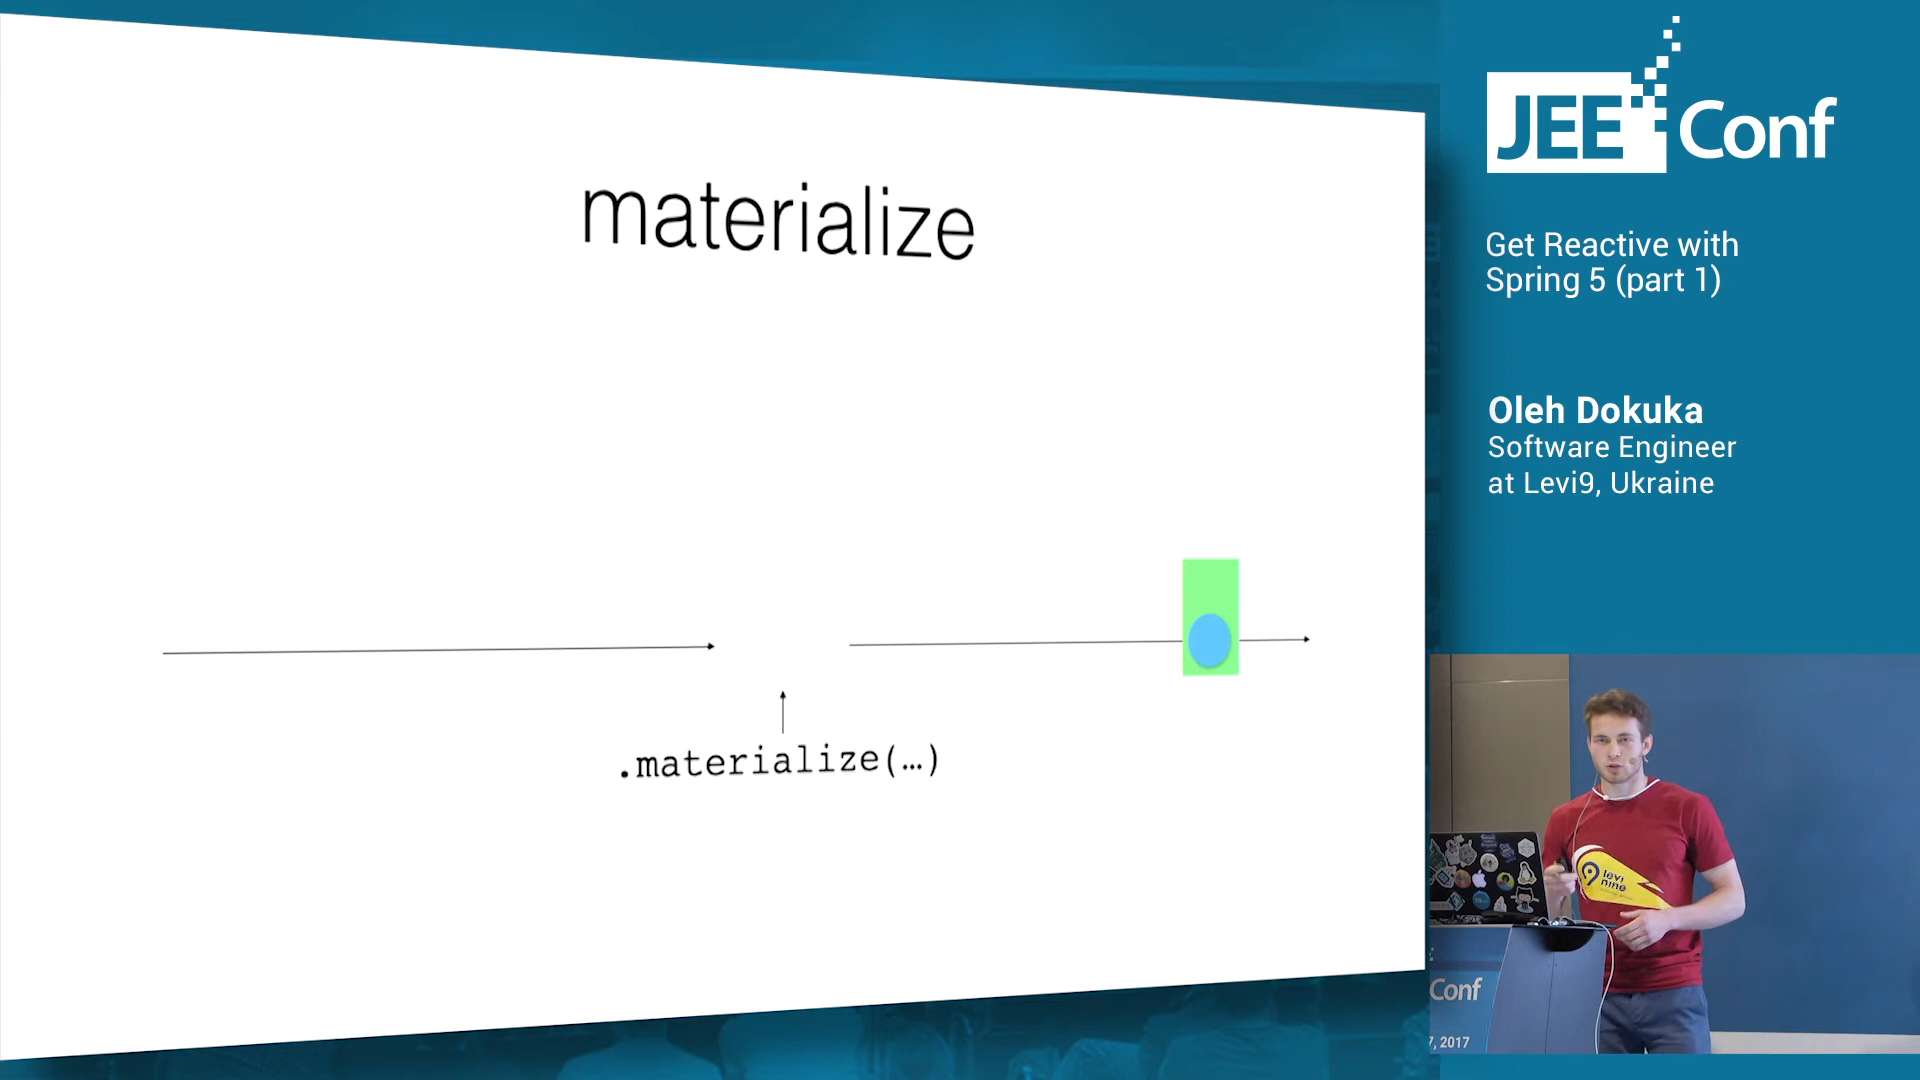 materialize
.materialize(…)
JEE Conf
Get Reactive with
Spring 5 (part 1)
Oleh Dokuka
Software Engineer
at Levi9, Ukraine
levi
nine
Conf
7, 2017